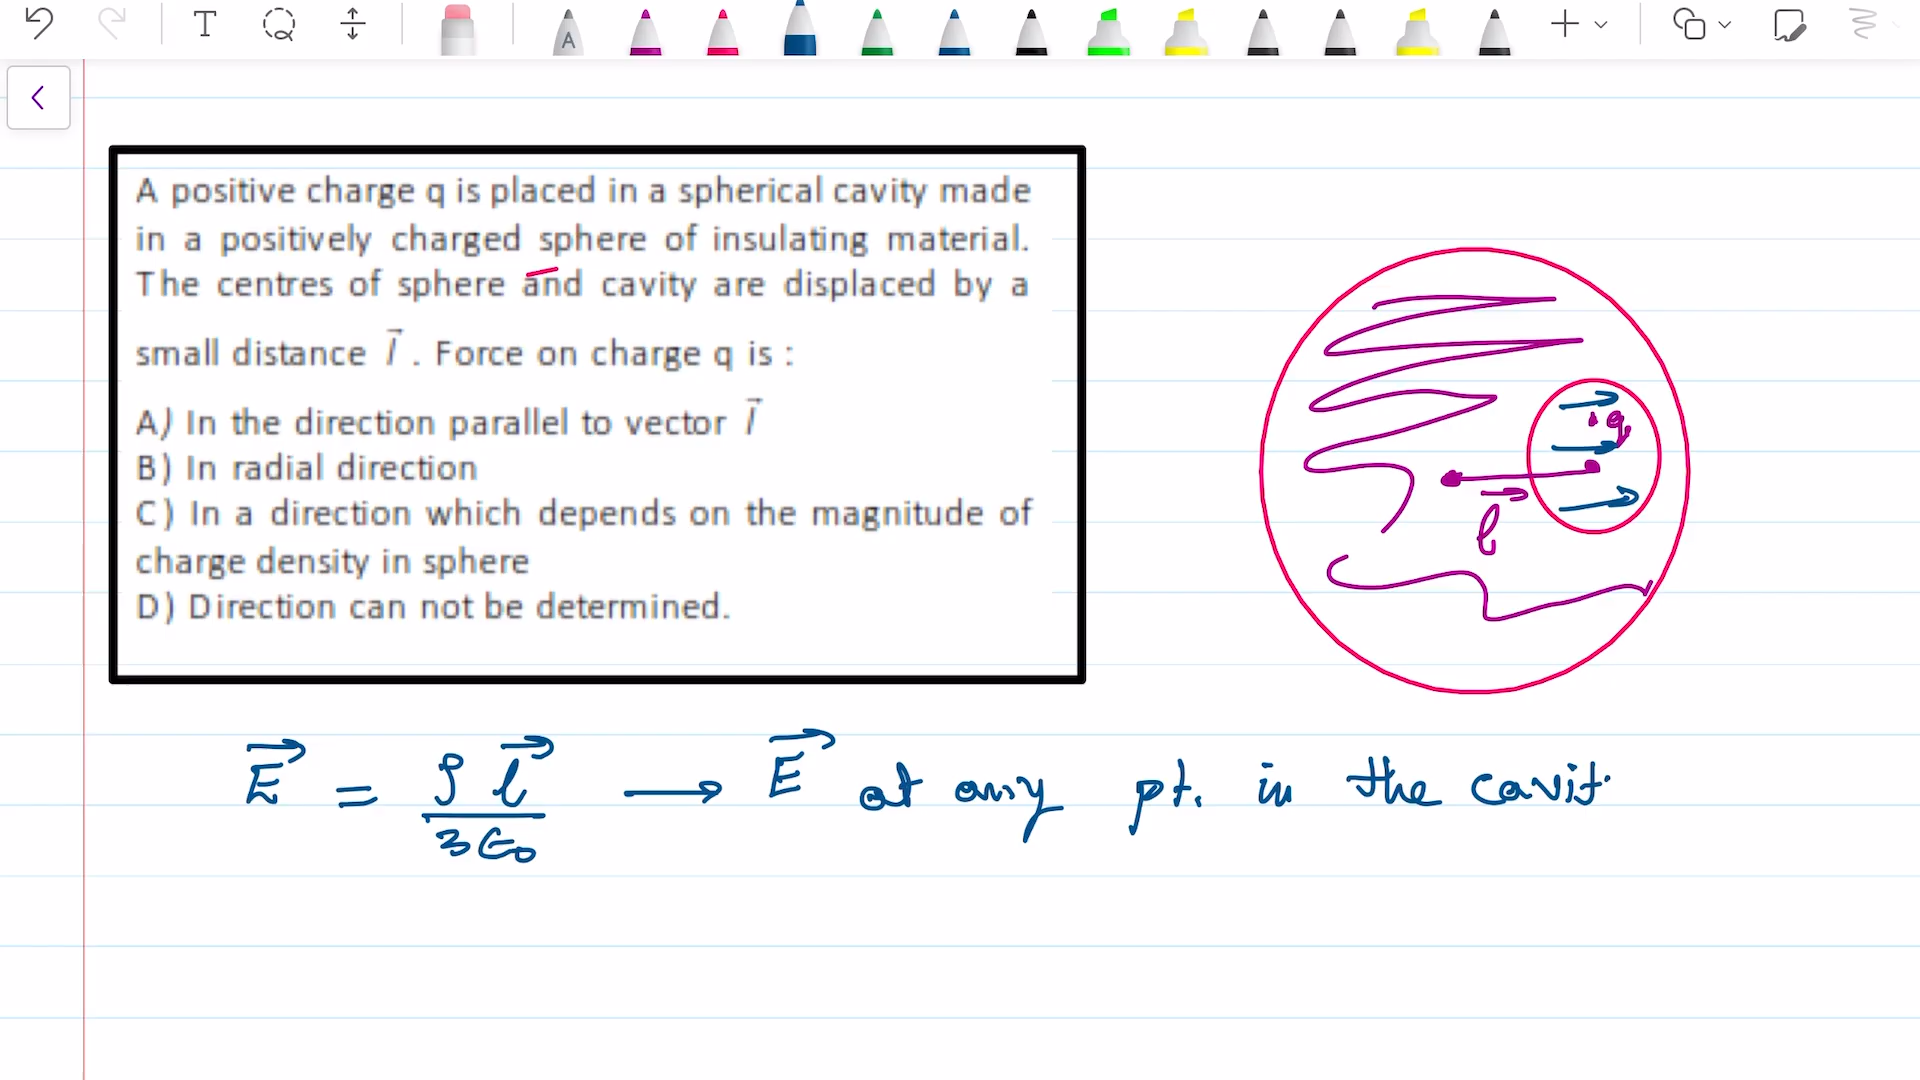 T
A
A positive charge q is placed in a spherical cavity made
in a positively charged sphere of insulating material.
The centres of sphere and cavity are displaced by a
small distance l⃗ . Force on charge q is :
A) In the direction parallel to vector l⃗
B) In radial direction
C) In a direction which depends on the magnitude of
charge density in sphere
D) Direction can not be determined.
q
l⃗
E⃗ = ρ l⃗ / 3ε₀ → E⃗ at any pt. in the cavit